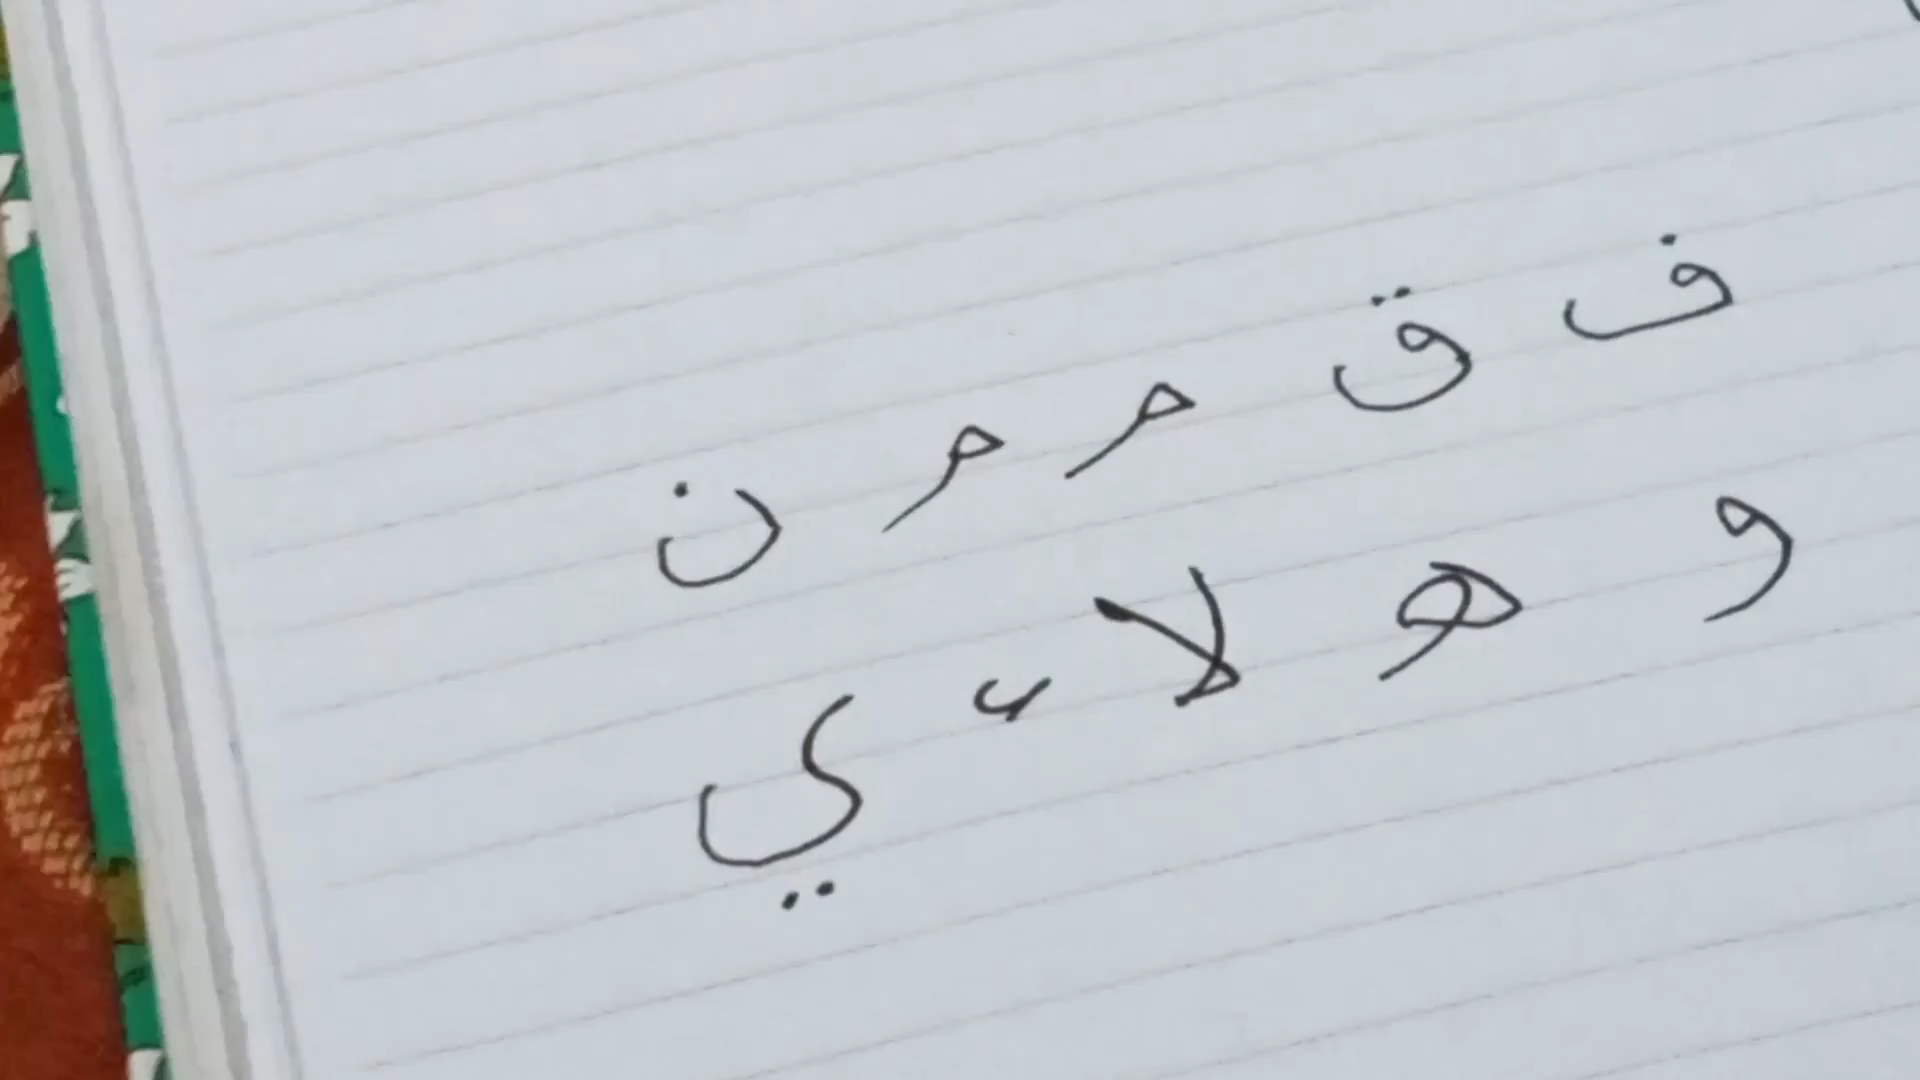 ف ق م م ن
و ه لا ء ي